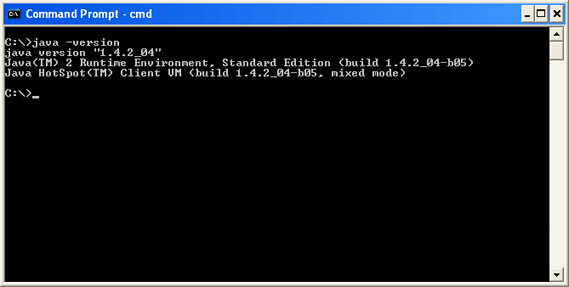 Command Prompt - cmd
C:\>java -version
java version "1.4.2_04"
Java(TM) 2 Runtime Environment, Standard Edition (build 1.4.2_04-b05)
Java HotSpot(TM) Client VM (build 1.4.2_04-b05, mixed mode)
C:\>_